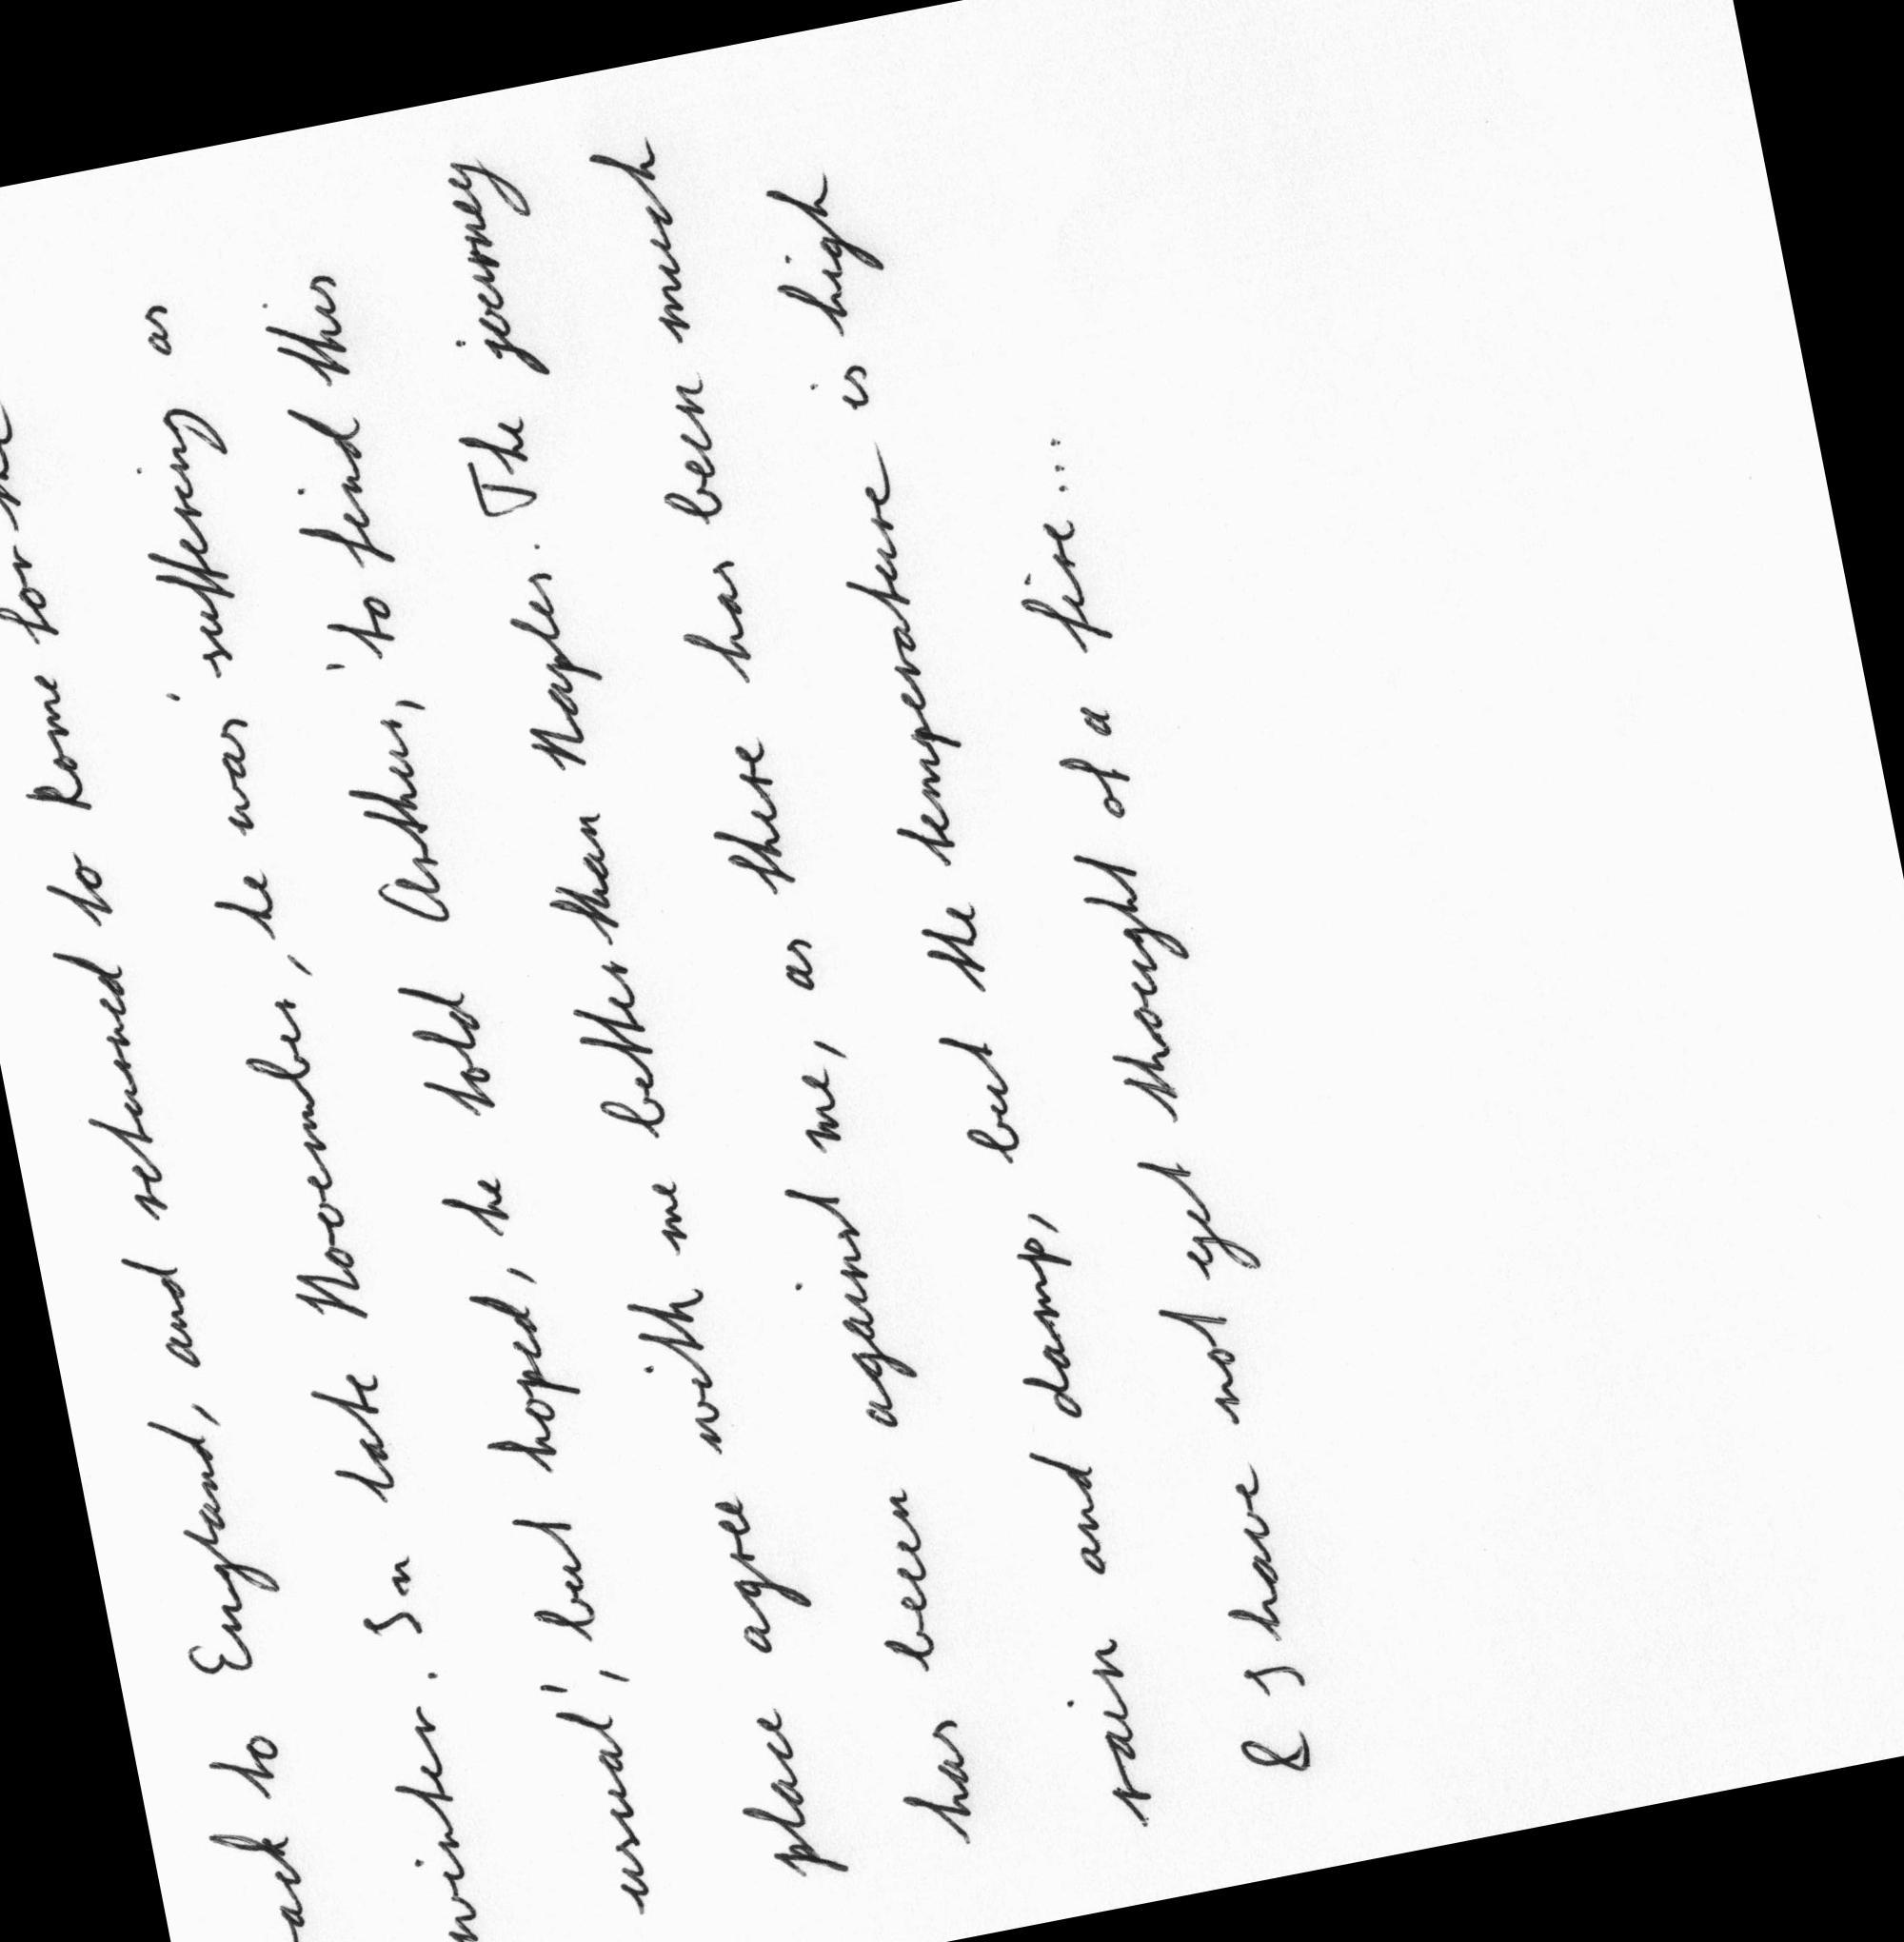 back to England, and returned to Rome for the
winter. In late November, he was 'suffering as
usual', but hoped, he told Arthur, 'to find this
place agree with me better than Naples. The journey
has been against me, as there has been much
rain and damp, but the temperature is high
& I have not yet thought of a fire...